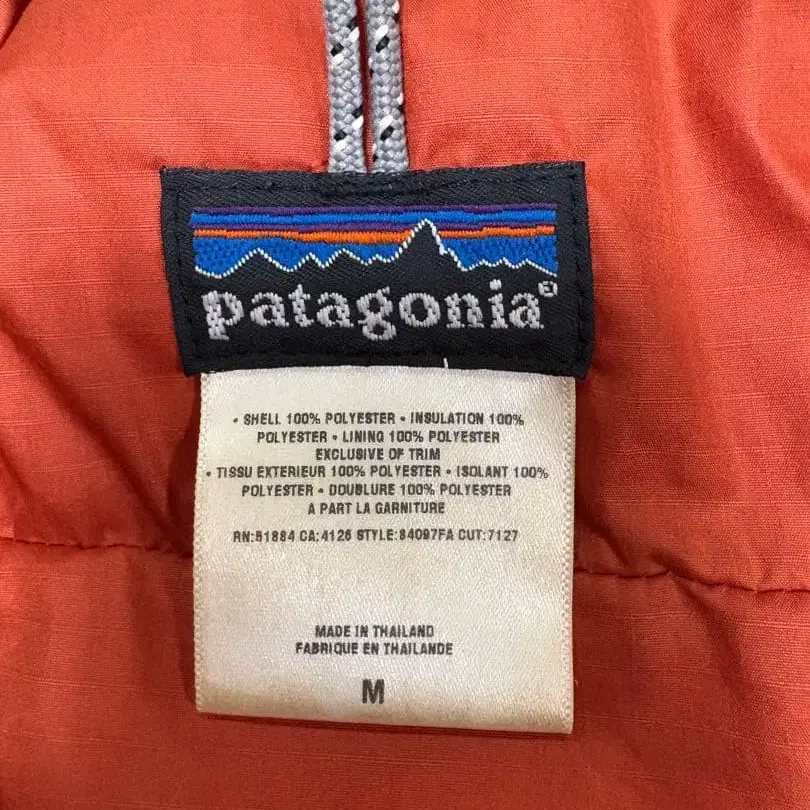 patagonia®
• SHELL 100% POLYESTER • INSULATION 100%
POLYESTER • LINING 100% POLYESTER
EXCLUSIVE OF TRIM
• TISSU EXTERIEUR 100% POLYESTER • ISOLANT 100%
POLYESTER • DOUBLURE 100% POLYESTER
A PART LA GARNITURE
RN:51884 CA:4126 STYLE:84097FA CUT:7127
MADE IN THAILAND
FABRIQUE EN THAILANDE
M